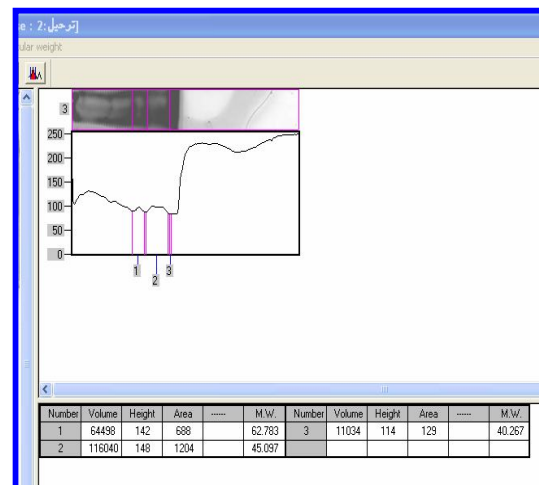 ie : 2:ترحيل]
ular weight
3
250
200
150
100
50
0
1
2
3
Number Volume Height Area ------ M.W. Number Volume Height Area ------ M.W.
1 64498 142 688 62.783 3 11034 114 129 40.267
2 116040 148 1204 45.097